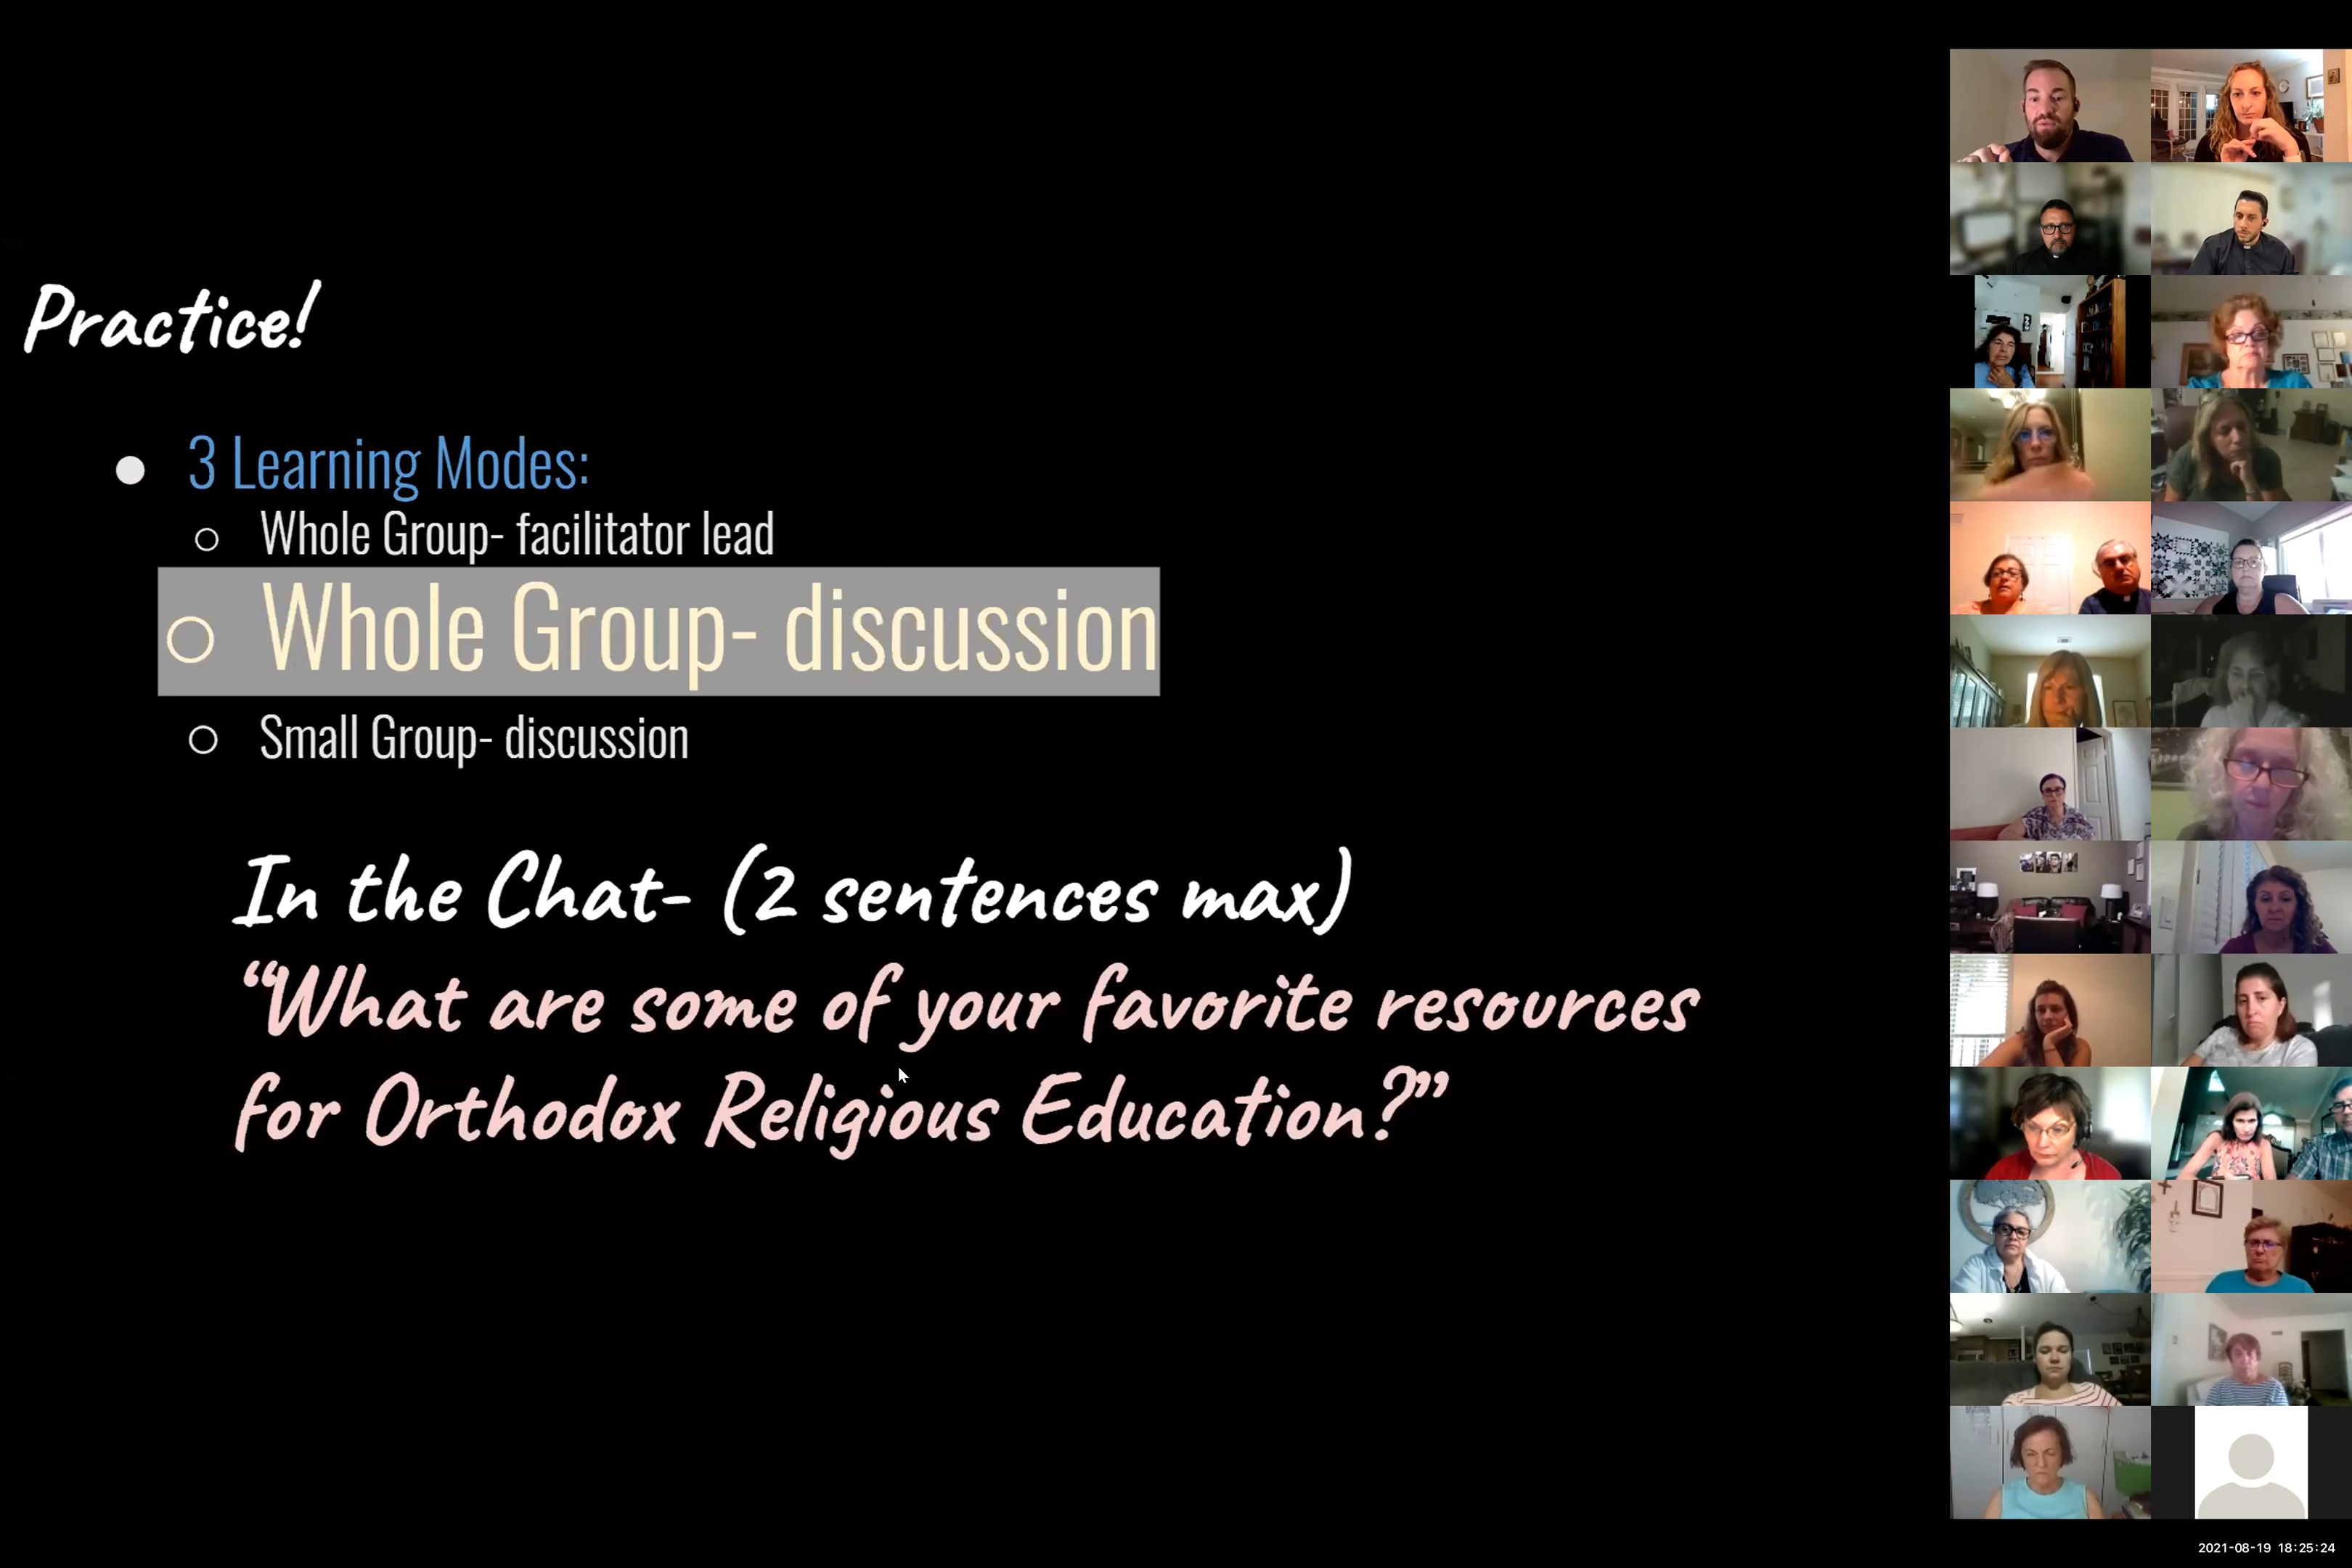 Practice!
3 Learning Modes:
Whole Group- facilitator lead
Whole Group- discussion
Small Group- discussion
In the Chat- (2 sentences max)
“What are some of your favorite resources
for Orthodox Religious Education?”
2021-08-19 18:25:24